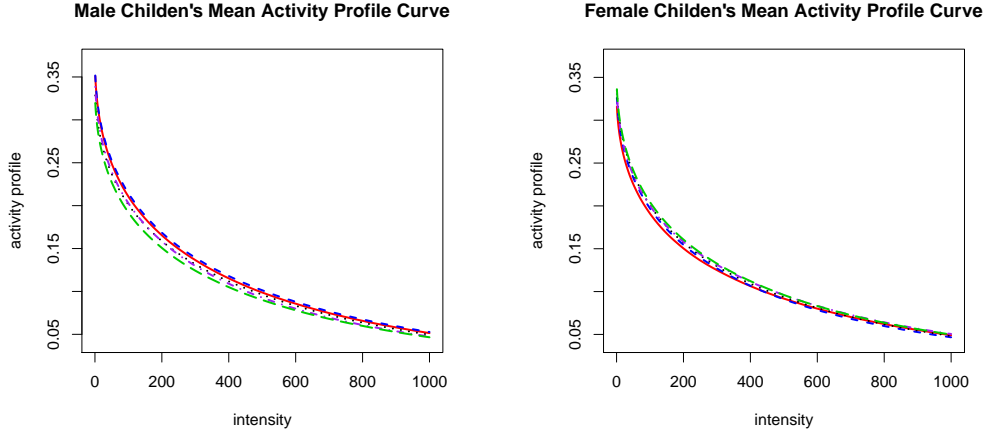 Male Childen's Mean Activity Profile Curve
activity profile
0.35
0.25
0.15
0.05
0 200 400 600 800 1000
intensity
Female Childen's Mean Activity Profile Curve
activity profile
0.35
0.25
0.15
0.05
0 200 400 600 800 1000
intensity